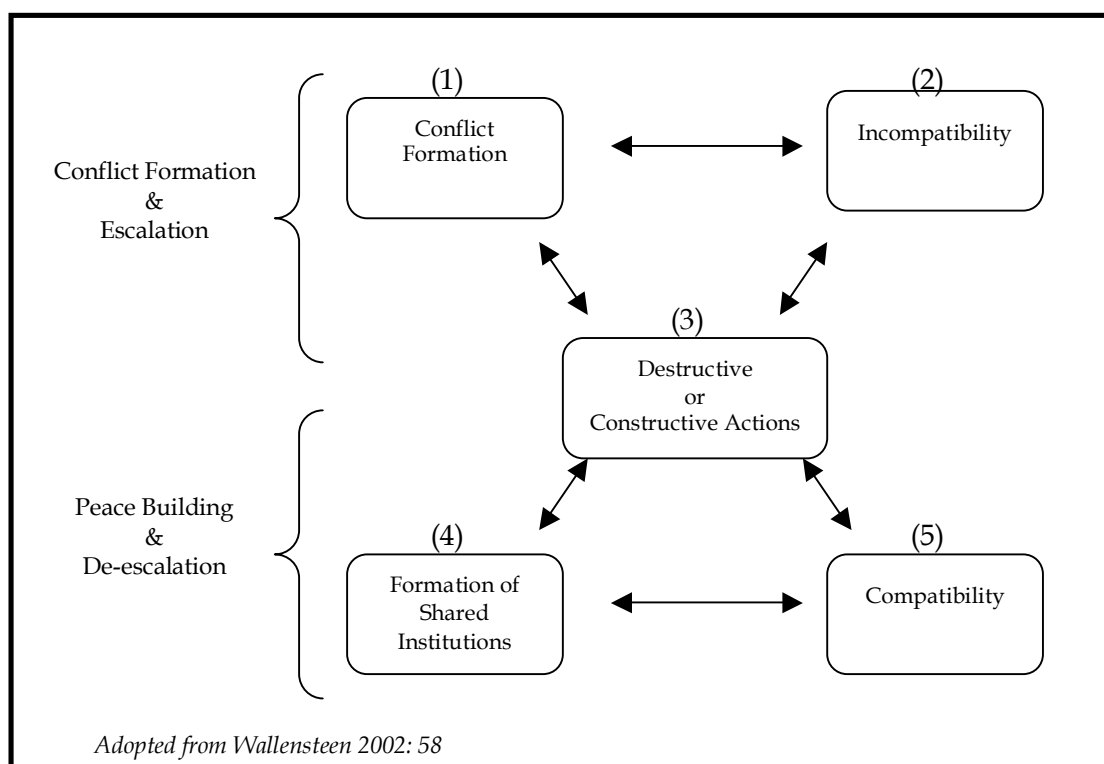 (1)
Conflict
Formation
(2)
Incompatibility
Conflict Formation
&
Escalation
(3)
Destructive
or
Constructive Actions
Peace Building
&
De-escalation
(4)
Formation of
Shared
Institutions
(5)
Compatibility
Adopted from Wallensteen 2002: 58